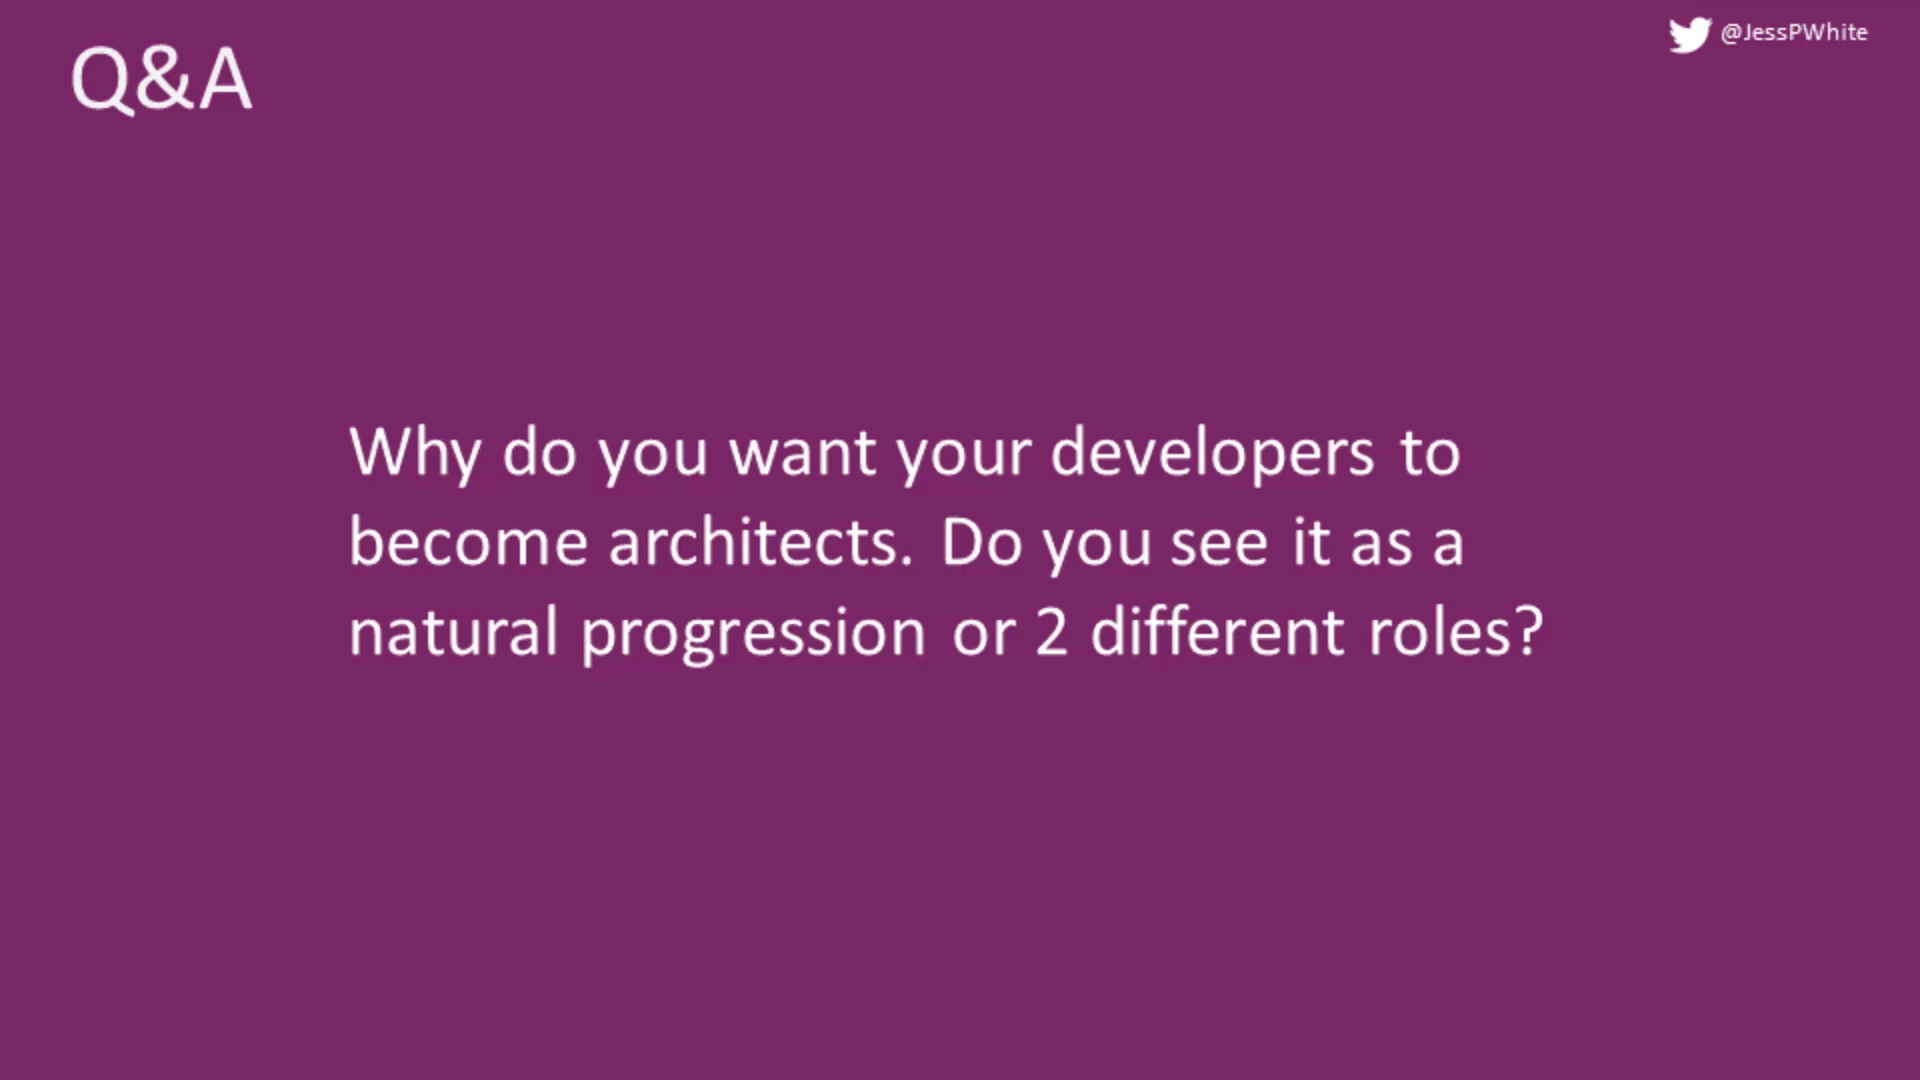 @JessPWhite
Q&A
Why do you want your developers to
become architects. Do you see it as a
natural progression or 2 different roles?